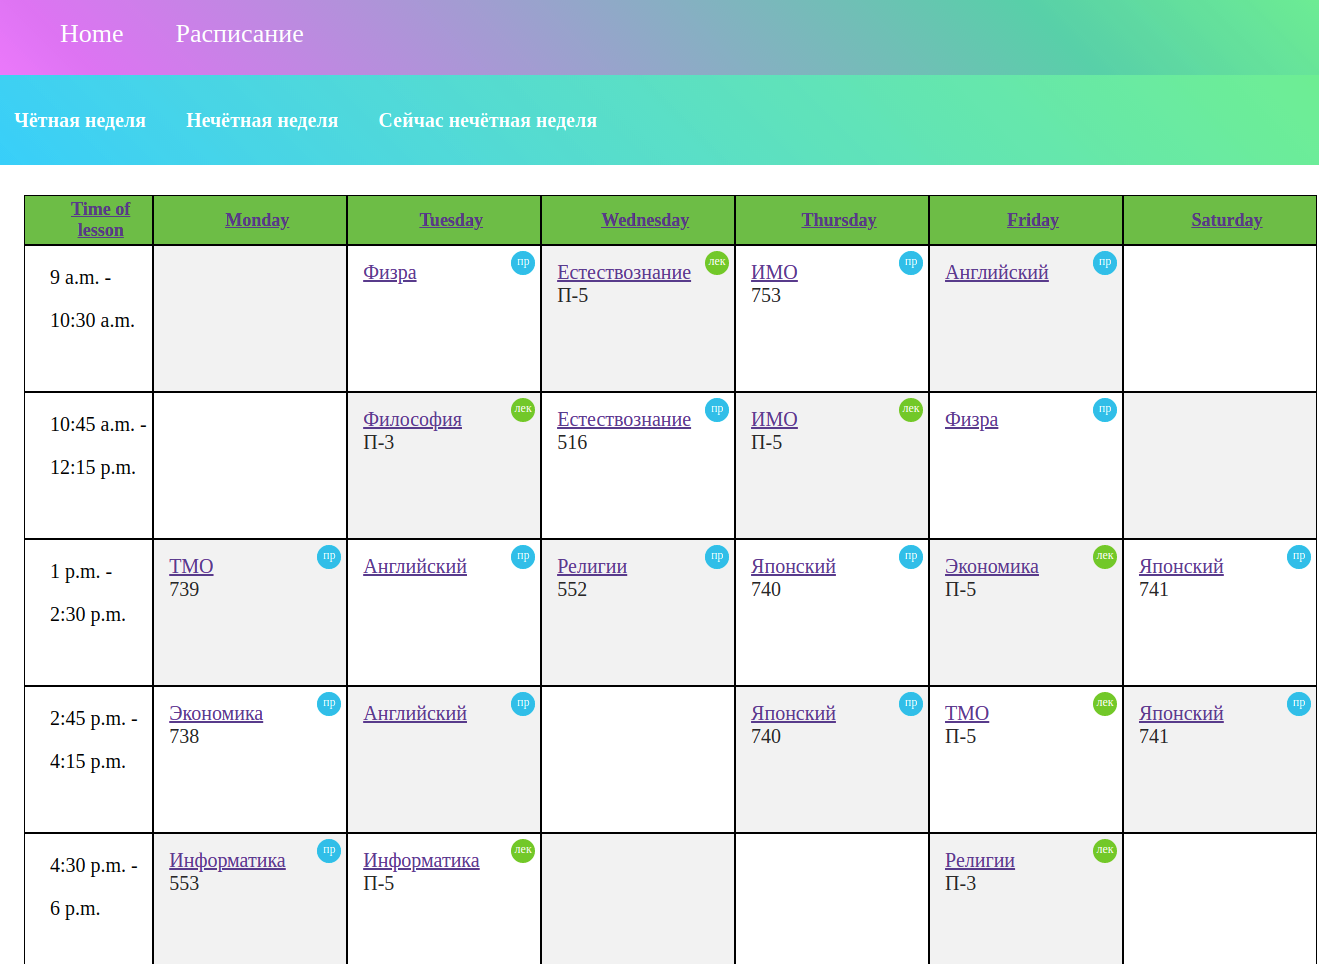 Home Расписание
Чётная неделя Нечётная неделя Сейчас нечётная неделя
Time of lesson Monday Tuesday Wednesday Thursday Friday Saturday
9 a.m. -
10:30 a.m.
Физра пр
Естествознание лек
П-5
ИМО пр
753
Английский пр
10:45 a.m. -
12:15 p.m.
Философия лек
П-3
Естествознание пр
516
ИМО лек
П-5
Физра пр
1 p.m. -
2:30 p.m.
ТМО пр
739
Английский пр
Религии пр
552
Японский пр
740
Экономика лек
П-5
Японский пр
741
2:45 p.m. -
4:15 p.m.
Экономика пр
738
Английский пр
Японский пр
740
ТМО лек
П-5
Японский пр
741
4:30 p.m. -
6 p.m.
Информатика пр
553
Информатика лек
П-5
Религии лек
П-3